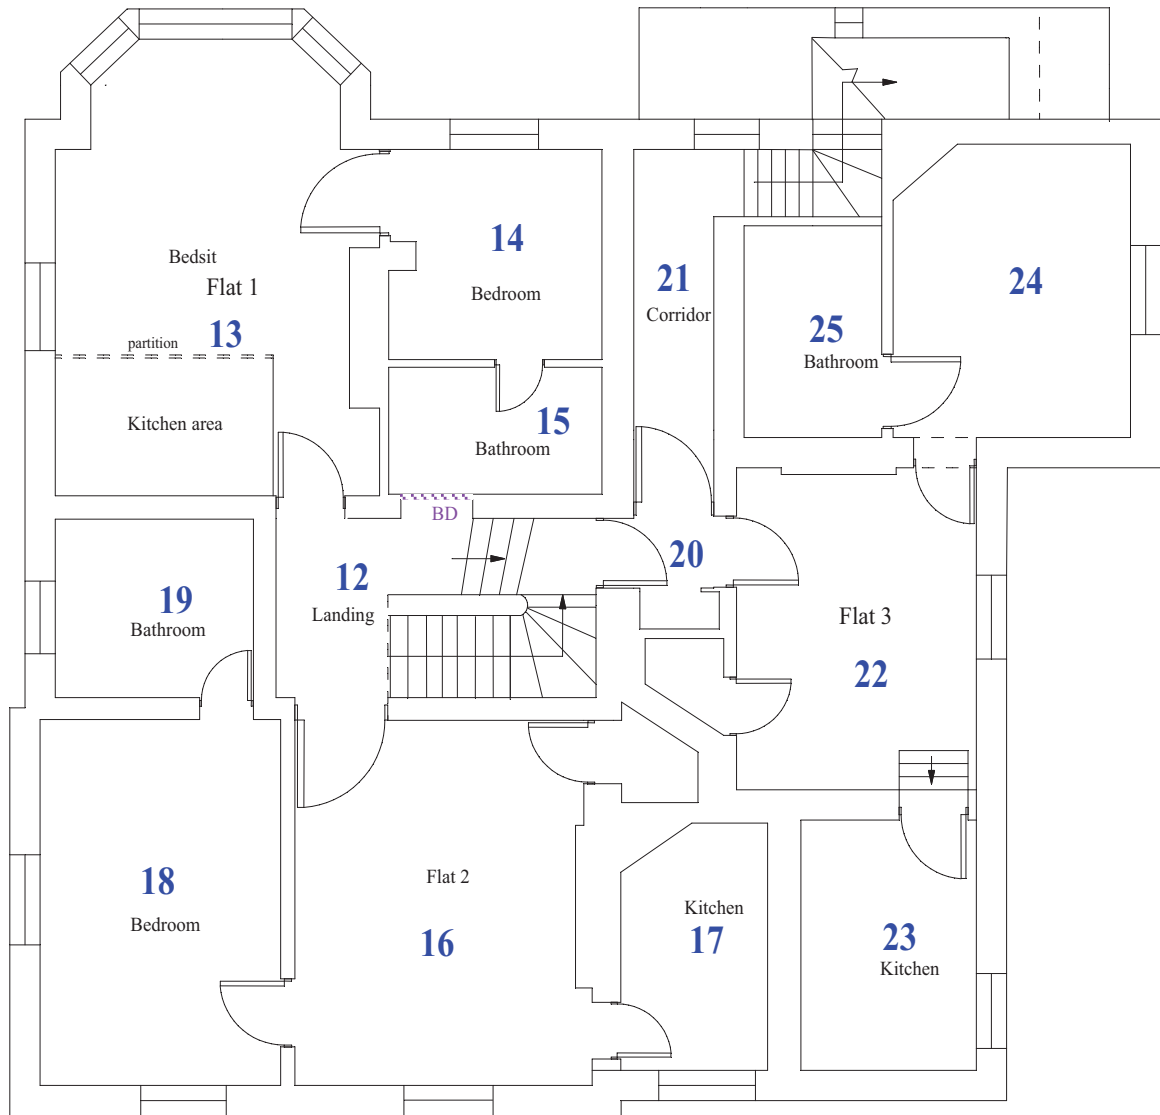 14
Bedsit
Flat 1
Bedroom
21
Corridor
24
13
partition
25
Bathroom
Kitchen area
15
Bathroom
BD
12
Landing
20
19
Bathroom
Flat 3
22
18
Bedroom
Flat 2
16
Kitchen
17
23
Kitchen